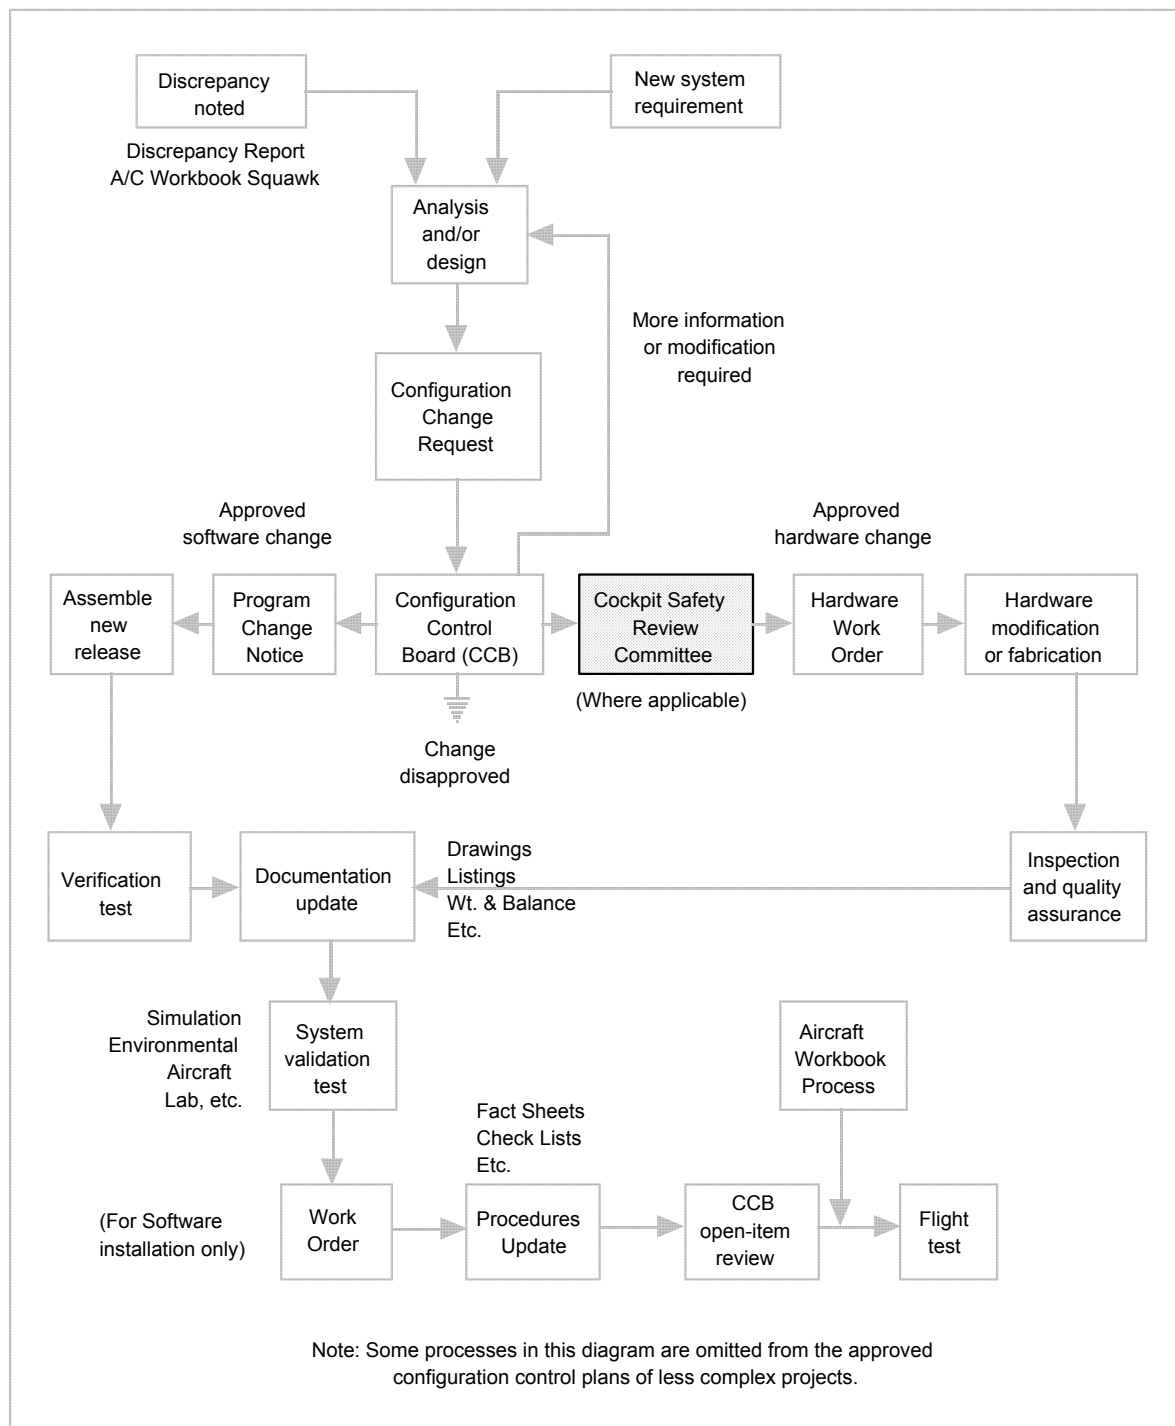 Discrepancy
noted
New system
requirement
Discrepancy Report
A/C Workbook Squawk
Analysis
and/or
design
More information
or modification
required
Configuration
Change
Request
Approved
software change
Approved
hardware change
Assemble
new
release
Program
Change
Notice
Configuration
Control
Board (CCB)
Cockpit Safety
Review
Committee
Hardware
Work
Order
Hardware
modification
or fabrication
(Where applicable)
Change
disapproved
Verification
test
Documentation
update
Drawings
Listings
Wt. & Balance
Etc.
Inspection
and quality
assurance
Simulation
Environmental
Aircraft
Lab, etc.
System
validation
test
Aircraft
Workbook
Process
Fact Sheets
Check Lists
Etc.
(For Software
installation only)
Work
Order
Procedures
Update
CCB
open-item
review
Flight
test
Note: Some processes in this diagram are omitted from the approved
configuration control plans of less complex projects.